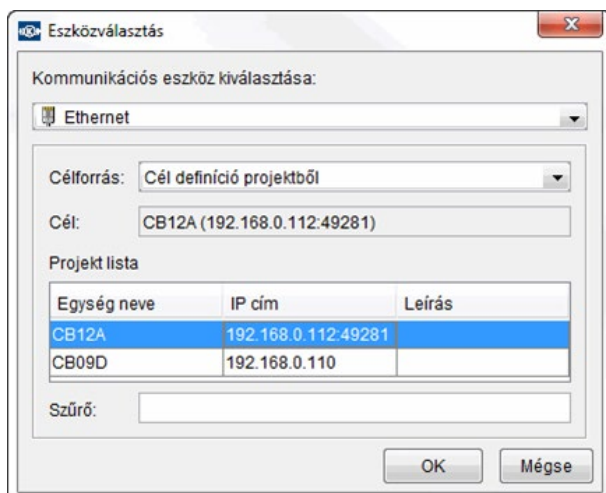 Eszközválasztás
Kommunikációs eszköz kiválasztása:
Ethernet
Célforrás: Cél definíció projektből
Cél: CB12A (192.168.0.112:49281)
Projekt lista
Egység neve IP cím Leírás
CB12A 192.168.0.112:49281
CB09D 192.168.0.110
Szűrő:
OK Mégse